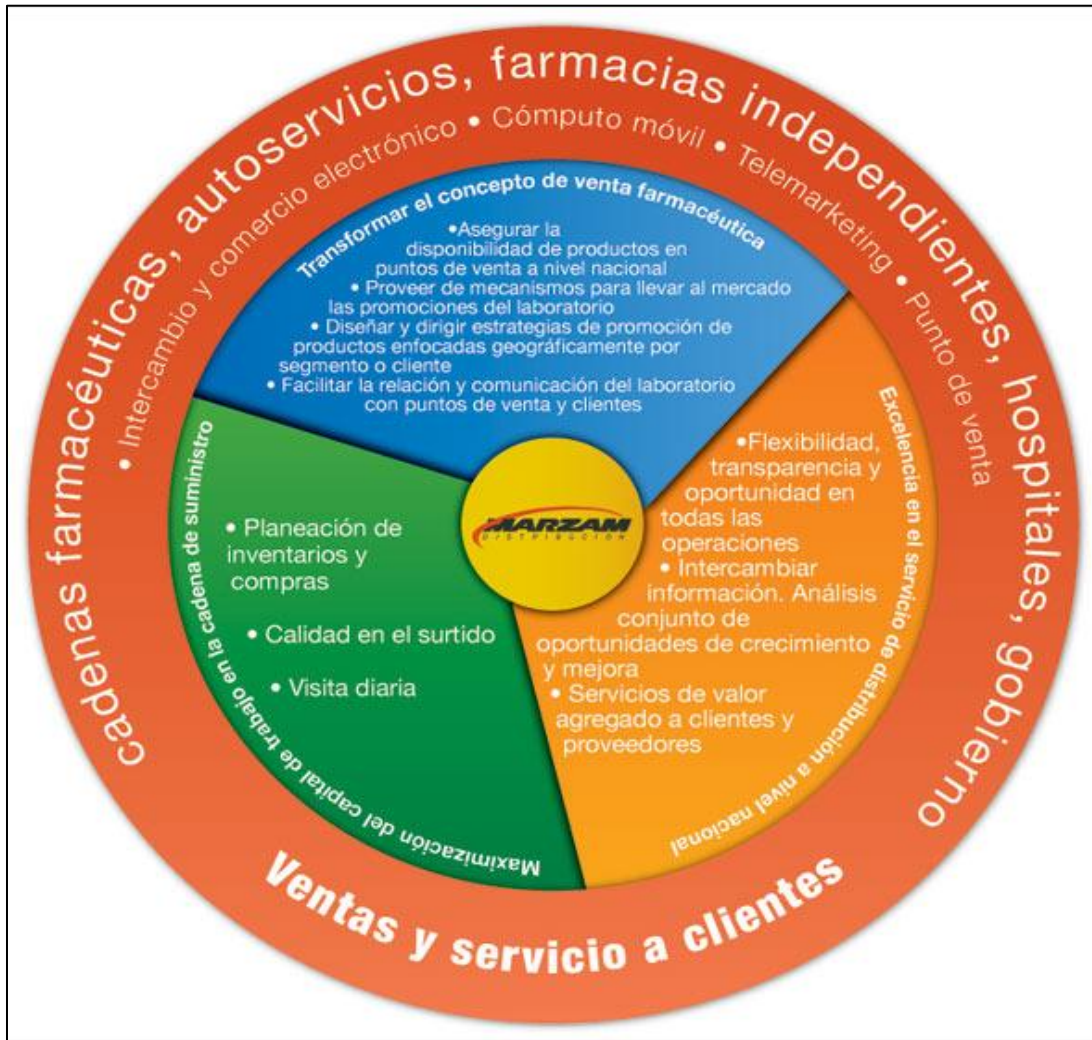 cadenas farmacéuticas, autoservicios, farmacias independientes, hospitales, gobierno
• Intercambio y comercio electrónico • Cómputo móvil • Telemarketing • Punto de venta
Transformar el concepto de venta farmacéutica
•Asegurar la
disponibilidad de productos en
puntos de venta a nivel nacional
• Proveer de mecanismos para llevar al mercado
las promociones del laboratorio
• Diseñar y dirigir estrategias de promoción de
productos enfocadas geográficamente por
segmento o cliente
• Facilitar la relación y comunicación del laboratorio
con puntos de venta y clientes
Excelencia en el servicio de distribución a nivel nacional
•Flexibilidad,
transparencia y
oportunidad en
todas las
operaciones
• Intercambiar
información. Análisis
conjunto de
oportunidades de crecimiento
y mejora
• Servicios de valor
agregado a clientes y
proveedores
Maximización del capital de trabajo en la cadena de suministro
• Planeación de
inventarios y
compras
• Calidad en el surtido
• Visita diaria
MARZAM
DISTRIBUCIÓN
Ventas y servicio a clientes